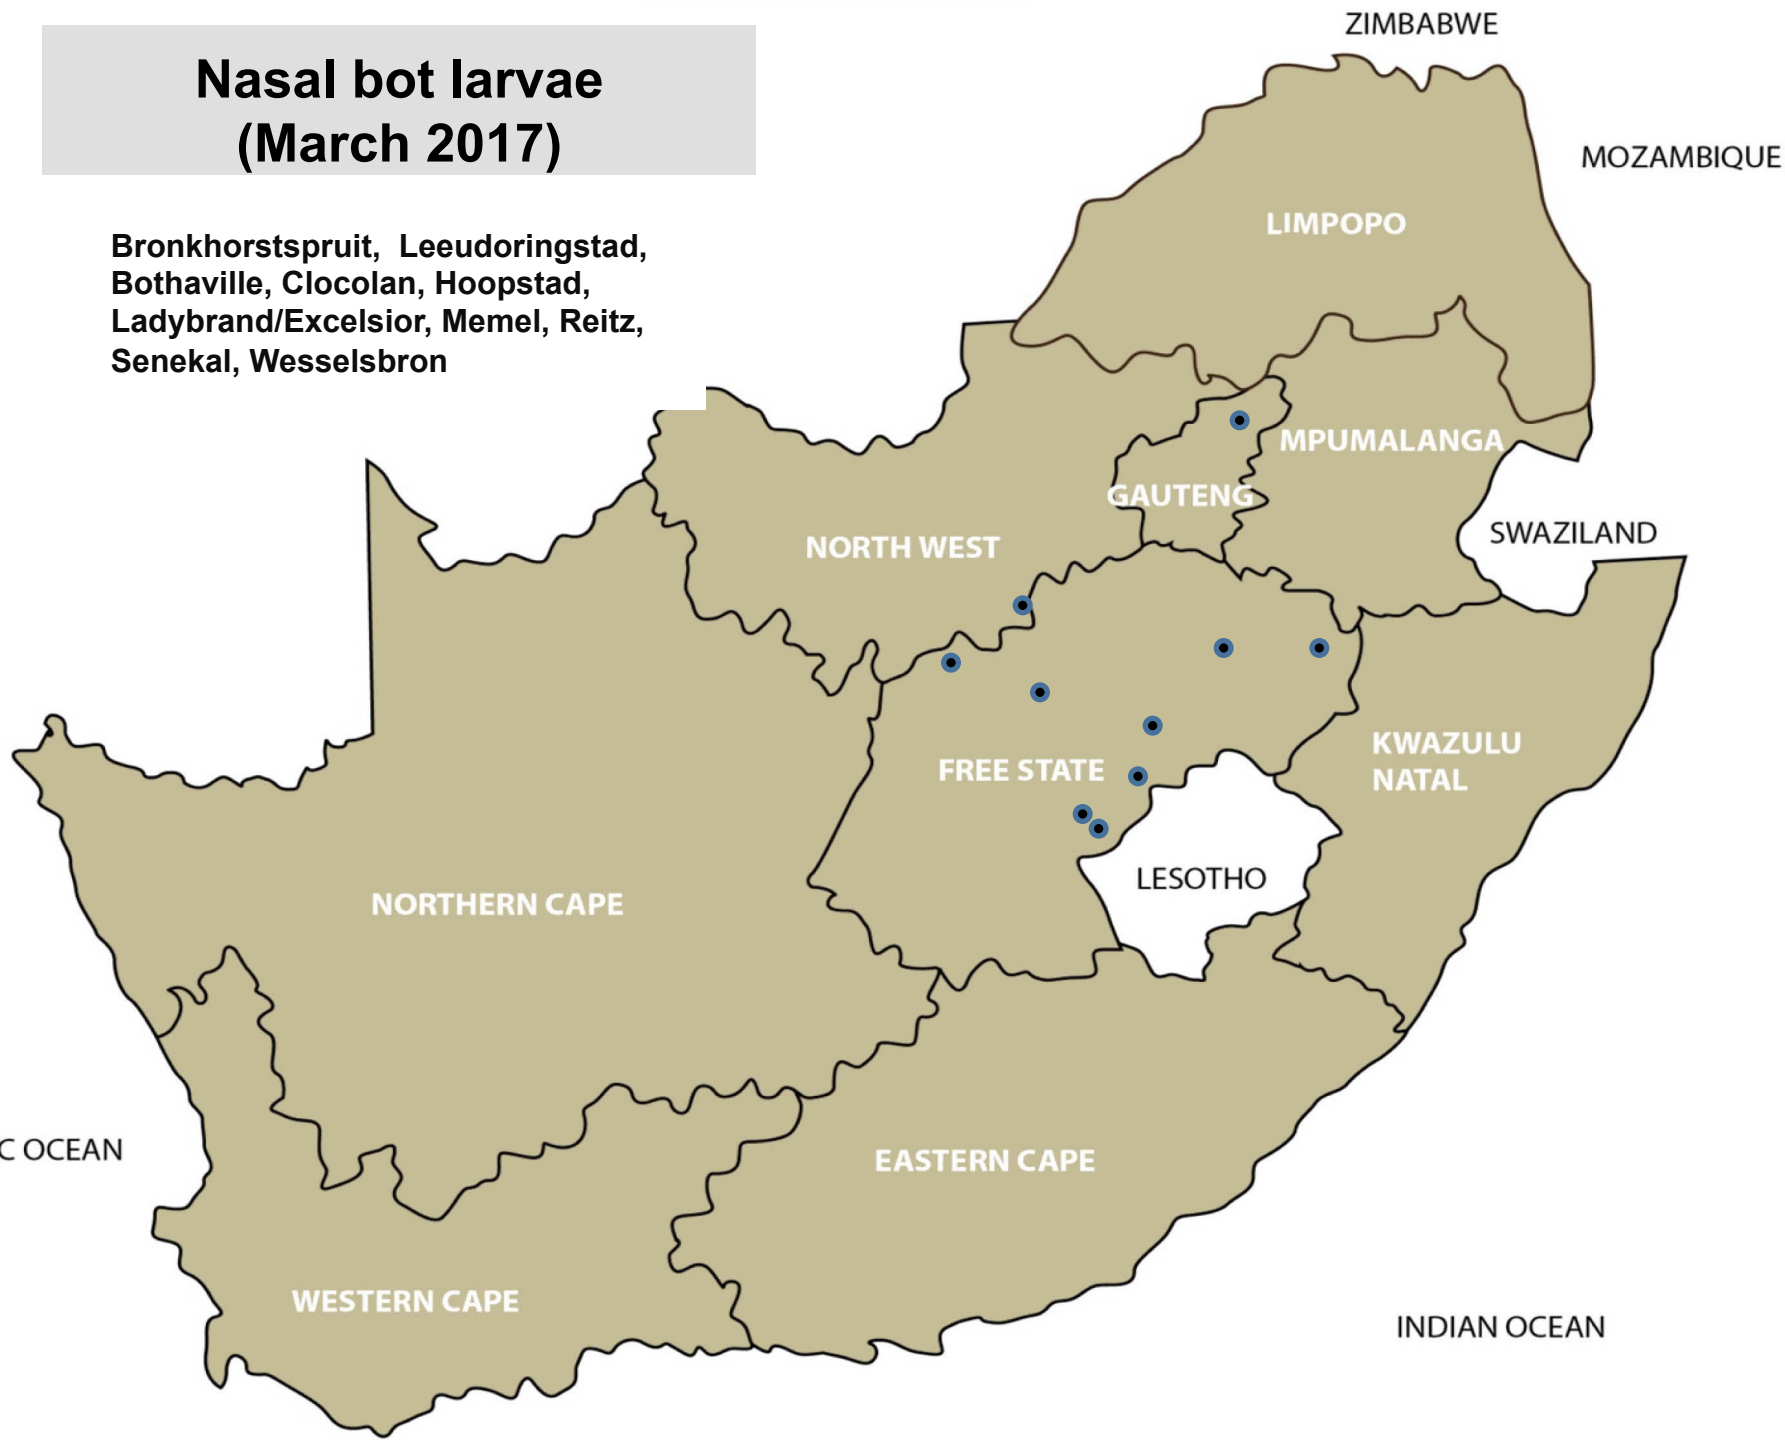 Nasal bot larvae
(March 2017)
Bronkhorstspruit, Leeudoringstad,
Bothaville, Clocolan, Hoopstad,
Ladybrand/Excelsior, Memel, Reitz,
Senekal, Wesselsbron
ZIMBABWE
MOZAMBIQUE
LIMPOPO
MPUMALANGA
GAUTENG
SWAZILAND
NORTH WEST
FREE STATE
KWAZULU
NATAL
LESOTHO
NORTHERN CAPE
C OCEAN
EASTERN CAPE
WESTERN CAPE
INDIAN OCEAN